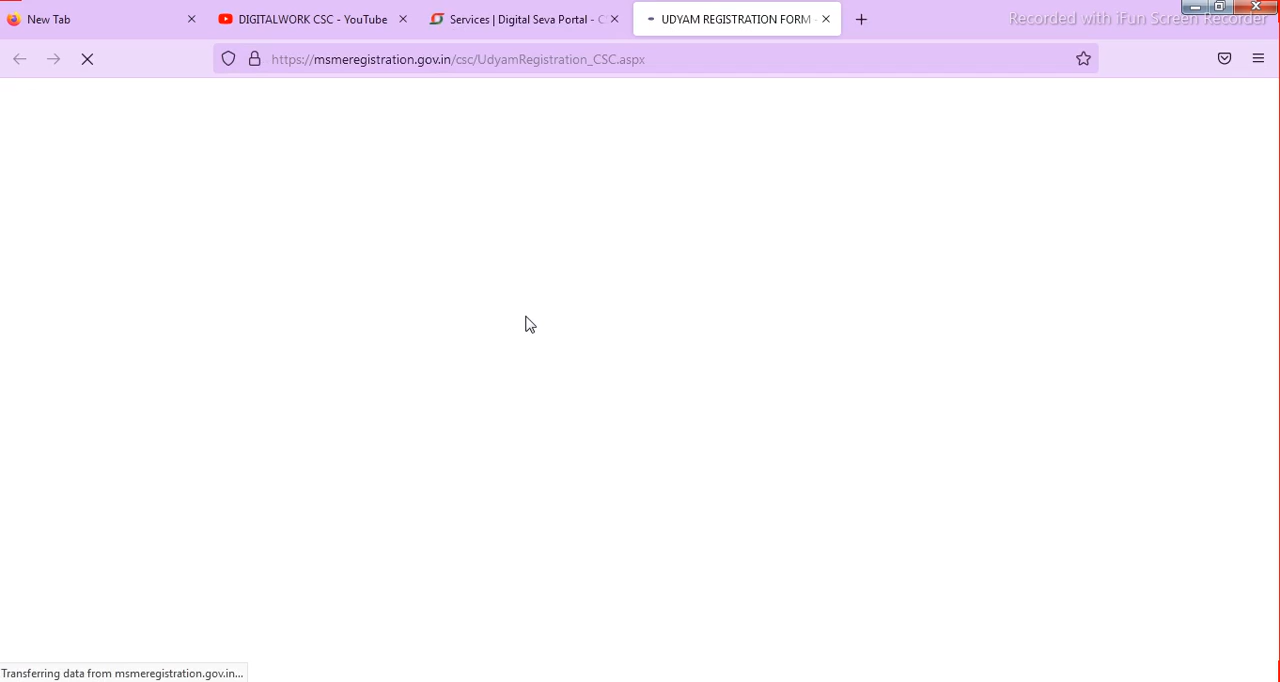 New Tab
DIGITALWORK CSC - YouTube
Services | Digital Seva Portal - C
UDYAM REGISTRATION FORM -
Recorded with iFun Screen Recorder
https://msmeregistration.gov.in/csc/UdyamRegistration_CSC.aspx
Transferring data from msmeregistration.gov.in...